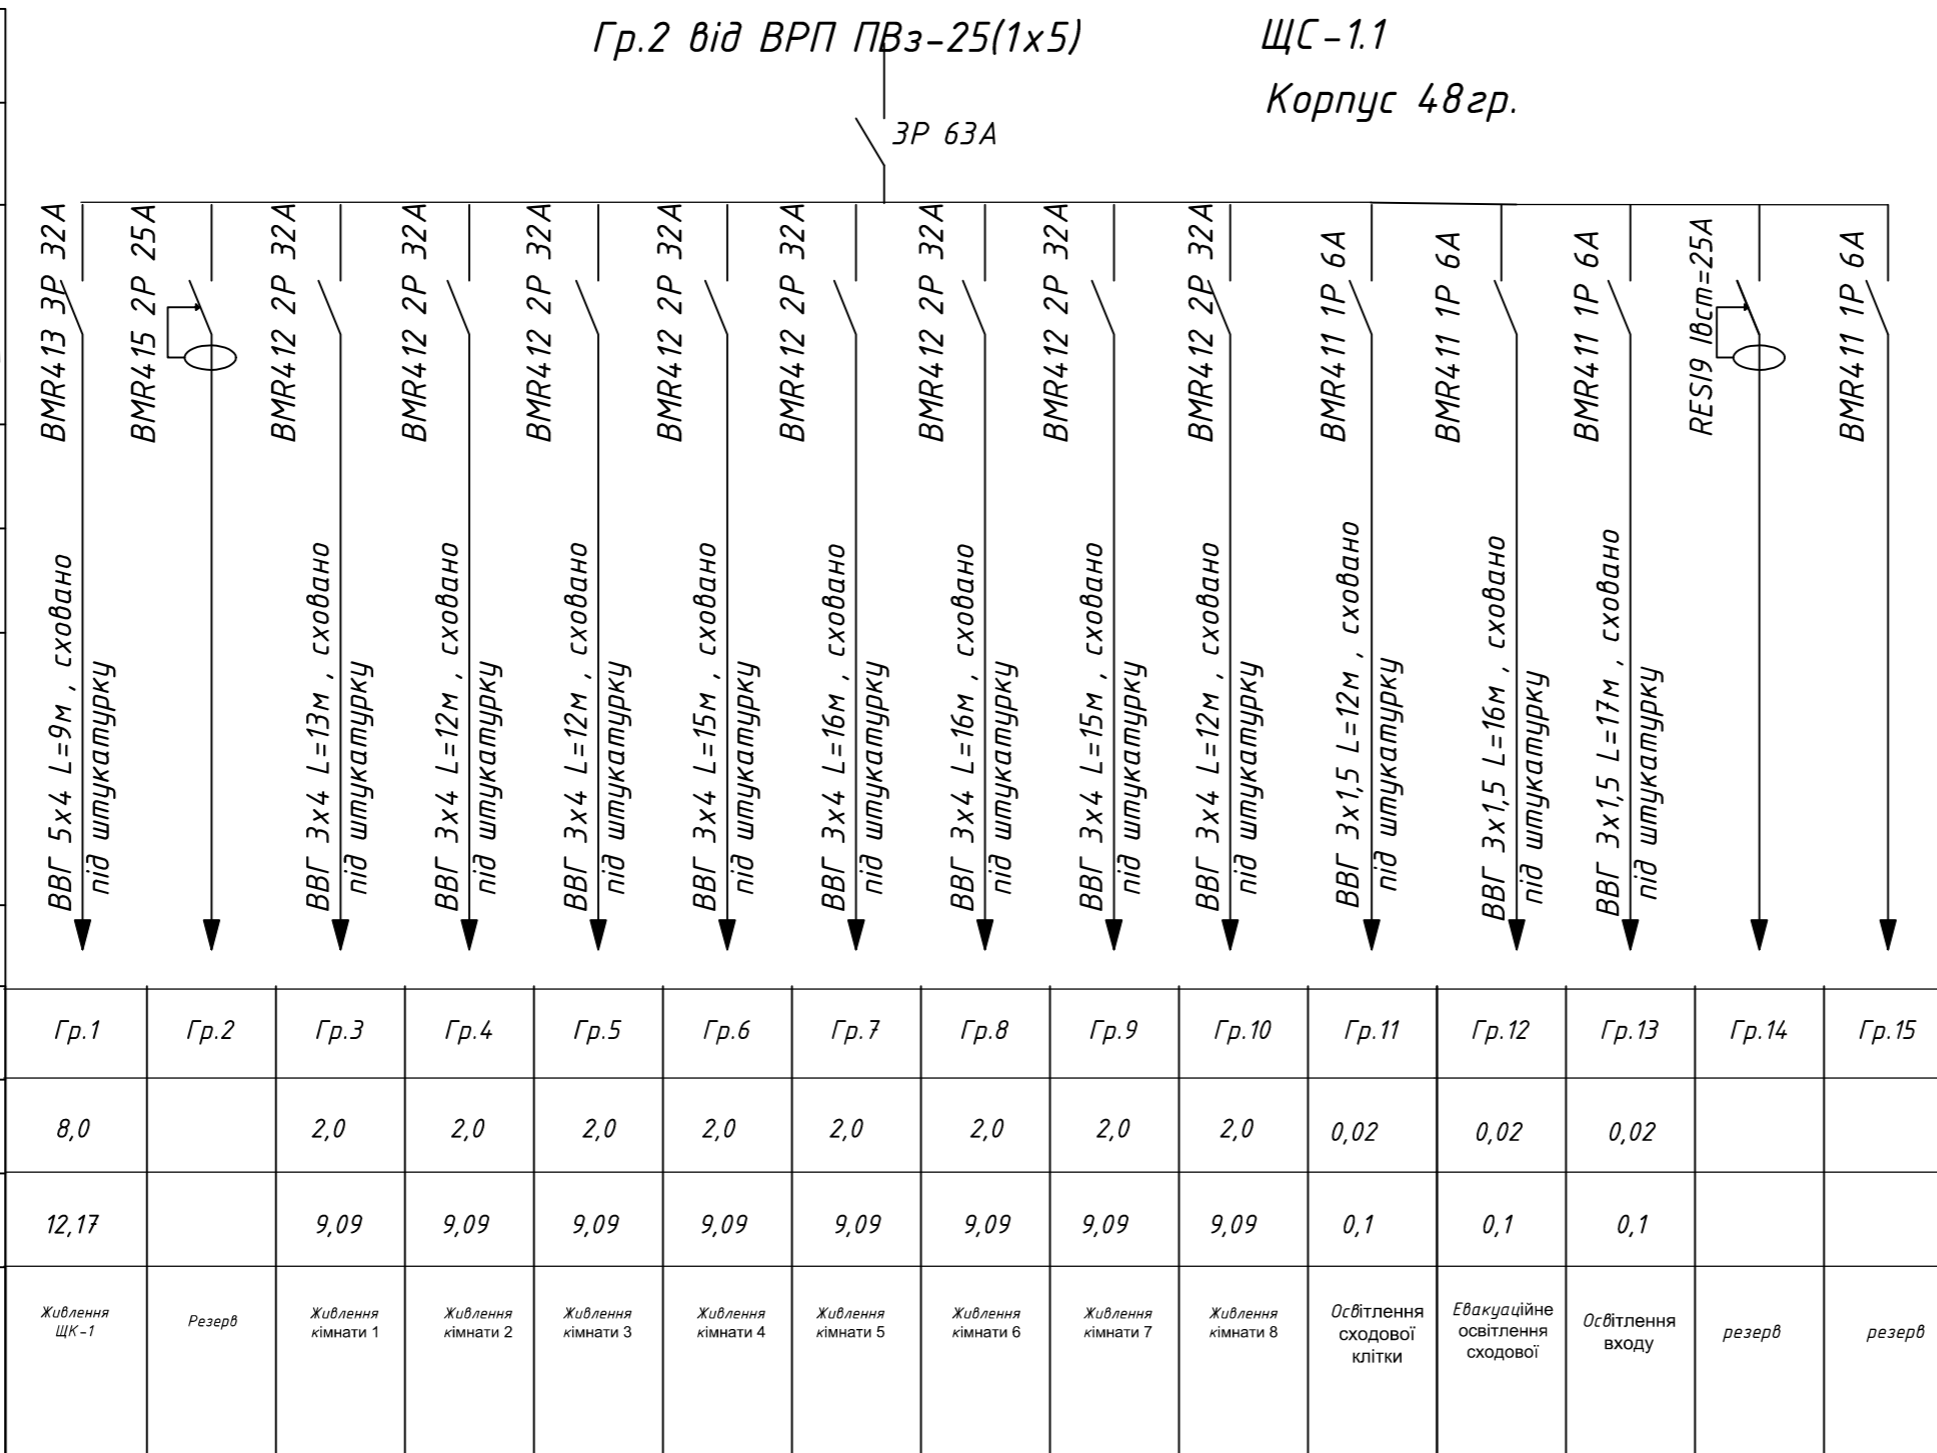 Гр.2 від ВРП ПВз-25(1х5)
ЩС-1.1
Корпус 48гр.
3Р 63А
BMR413 3P 32A
BMR415 2P 25A
BMR412 2P 32A
BMR412 2P 32A
BMR412 2P 32A
BMR412 2P 32A
BMR412 2P 32A
BMR412 2P 32A
BMR412 2P 32A
BMR412 2P 32A
BMR411 1P 6A
BMR411 1P 6A
BMR411 1P 6A
RESI9 Івст=25А
BMR411 1P 6A
ВВГ 5х4 L=9м , сховано
під штукатурку
ВВГ 3х4 L=13м , сховано
під штукатурку
ВВГ 3х4 L=12м , сховано
під штукатурку
ВВГ 3х4 L=12м , сховано
під штукатурку
ВВГ 3х4 L=15м , сховано
під штукатурку
ВВГ 3х4 L=16м , сховано
під штукатурку
ВВГ 3х4 L=16м , сховано
під штукатурку
ВВГ 3х4 L=15м , сховано
під штукатурку
ВВГ 3х4 L=12м , сховано
під штукатурку
ВВГ 3х1,5 L=12м , сховано
під штукатурку
ВВГ 3х1,5 L=16м , сховано
під штукатурку
ВВГ 3х1,5 L=17м , сховано
під штукатурку
Гр.1 Гр.2 Гр.3 Гр.4 Гр.5 Гр.6 Гр.7 Гр.8 Гр.9 Гр.10 Гр.11 Гр.12 Гр.13 Гр.14 Гр.15
8,0 2,0 2,0 2,0 2,0 2,0 2,0 2,0 2,0 0,02 0,02 0,02
12,17 9,09 9,09 9,09 9,09 9,09 9,09 9,09 9,09 0,1 0,1 0,1
Живлення
ЩК-1
Резерв
Живлення
кімнати 1
Живлення
кімнати 2
Живлення
кімнати 3
Живлення
кімнати 4
Живлення
кімнати 5
Живлення
кімнати 6
Живлення
кімнати 7
Живлення
кімнати 8
Освітлення
сходової
клітки
Евакуаційне
освітлення
сходової
Освітлення
входу
резерв
резерв